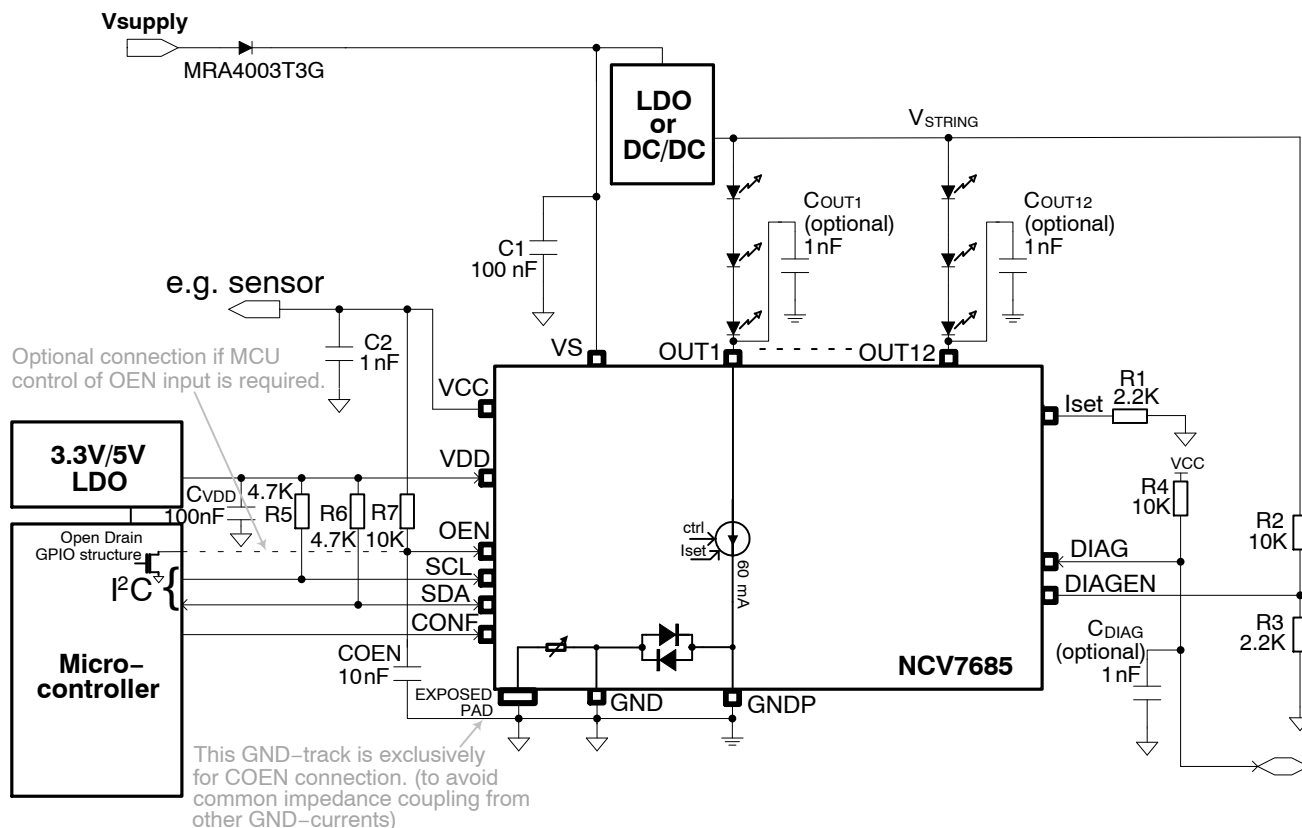 Vsupply
MRA4003T3G
LDO
or
DC/DC
VSTRING
COUT1
(optional)
1nF
COUT12
(optional)
1nF
C1
100 nF
e.g. sensor
C2
1nF
Optional connection if MCU
control of OEN input is required.
VS
OUT1
OUT12
VCC
VDD
OEN
SCL
SDA
CONF
Iset
R1
2.2K
VCC
R4
10K
R2
10K
DIAG
DIAGEN
R3
2.2K
CDIAG
(optional)
1nF
3.3V/5V
LDO
CVDD
100nF
4.7K
R5
R6
4.7K
R7
10K
Open Drain
GPIO structure
I²C {
Micro–
controller
COEN
10nF
ctrl
Iset
60 mA
NCV7685
EXPOSED
PAD
GND
GNDP
This GND–track is exclusively
for COEN connection. (to avoid
common impedance coupling from
other GND–currents)